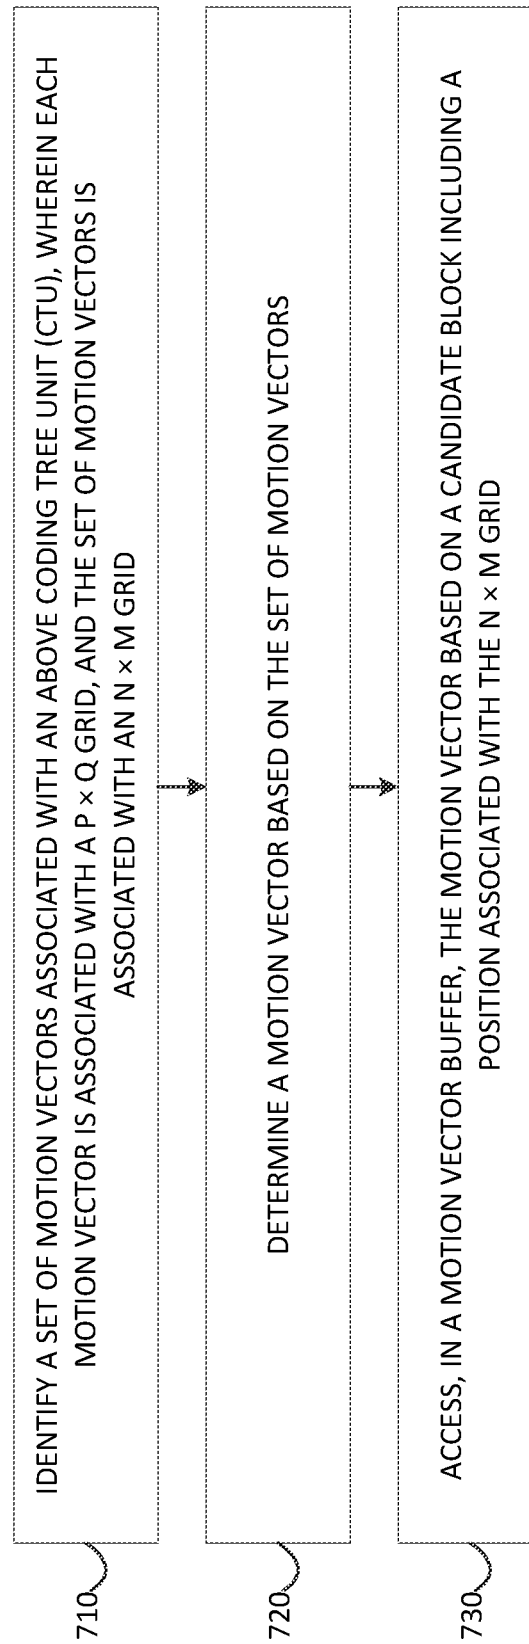 710
IDENTIFY A SET OF MOTION VECTORS ASSOCIATED WITH AN ABOVE CODING TREE UNIT (CTU), WHEREIN EACH
MOTION VECTOR IS ASSOCIATED WITH A P × Q GRID, AND THE SET OF MOTION VECTORS IS
ASSOCIATED WITH AN N × M GRID
720
DETERMINE A MOTION VECTOR BASED ON THE SET OF MOTION VECTORS
730
ACCESS, IN A MOTION VECTOR BUFFER, THE MOTION VECTOR BASED ON A CANDIDATE BLOCK INCLUDING A
POSITION ASSOCIATED WITH THE N × M GRID